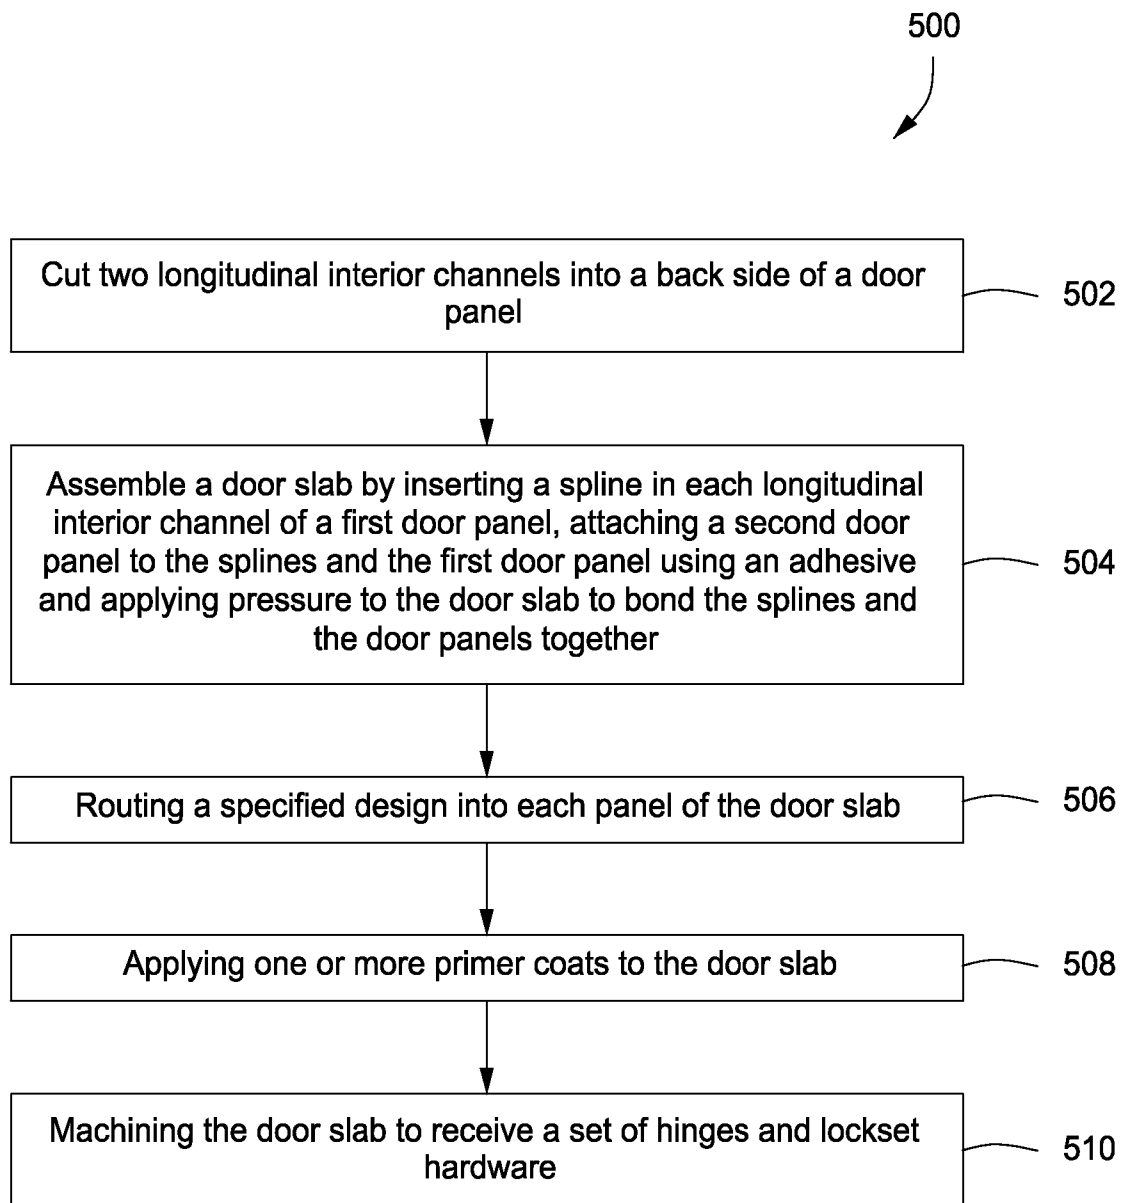 500
Cut two longitudinal interior channels into a back side of a door
panel
502
Assemble a door slab by inserting a spline in each longitudinal
interior channel of a first door panel, attaching a second door
panel to the splines and the first door panel using an adhesive
and applying pressure to the door slab to bond the splines and
the door panels together
504
Routing a specified design into each panel of the door slab
506
Applying one or more primer coats to the door slab
508
Machining the door slab to receive a set of hinges and lockset
hardware
510